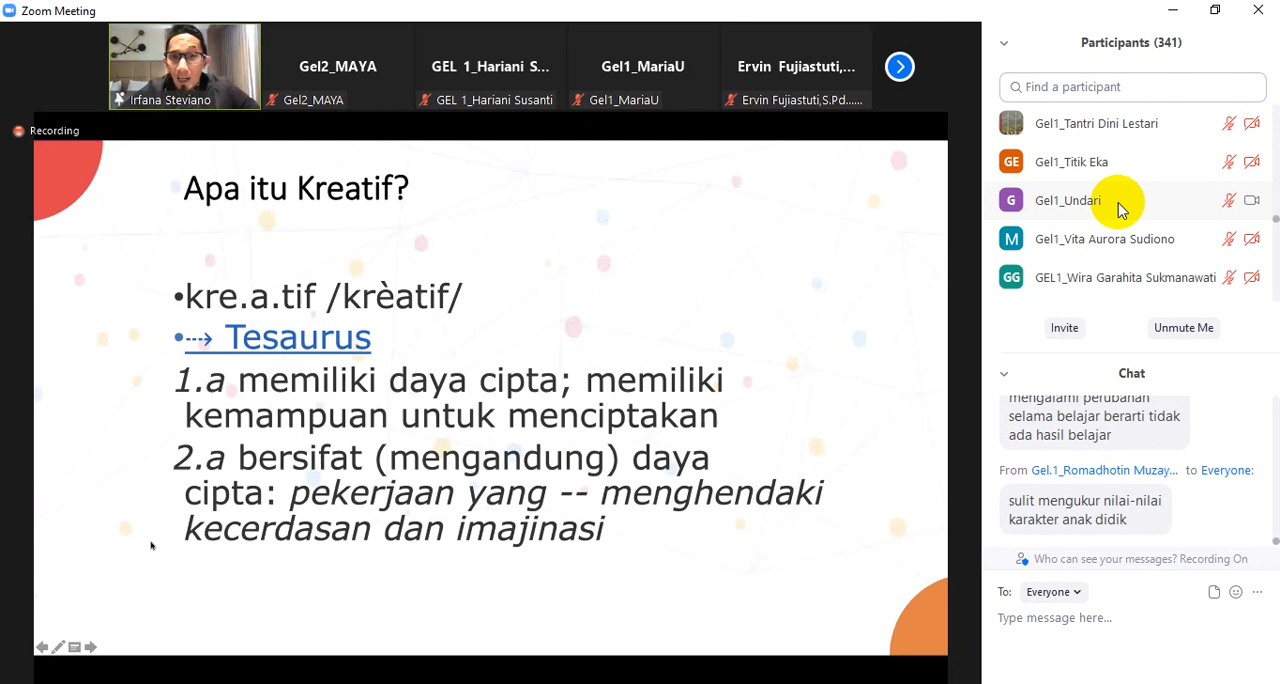 Zoom Meeting
Irfana Steviano
Gel2_MAYA
Gel2_MAYA
GEL 1_Hariani S...
GEL 1_Hariani Susanti
Gel1_MariaU
Gel1_MariaU
Ervin Fujiastuti,...
Ervin Fujiastuti,S.Pd.....
Recording
Apa itu Kreatif?
•kre.a.tif /krèatif/
•⇢ Tesaurus
1.a memiliki daya cipta; memiliki
kemampuan untuk menciptakan
2.a bersifat (mengandung) daya
cipta: pekerjaan yang -- menghendaki
kecerdasan dan imajinasi
Participants (341)
Find a participant
Gel1_Tantri Dini Lestari
GE Gel1_Titik Eka
G Gel1_Undari
M Gel1_Vita Aurora Sudiono
GG GEL1_Wira Garahita Sukmanawati
Invite
Unmute Me
Chat
mengalami perubahan
selama belajar berarti tidak
ada hasil belajar
From Gel.1_Romadhotin Muzay... to Everyone:
sulit mengukur nilai-nilai
karakter anak didik
Who can see your messages? Recording On
To: Everyone
Type message here...